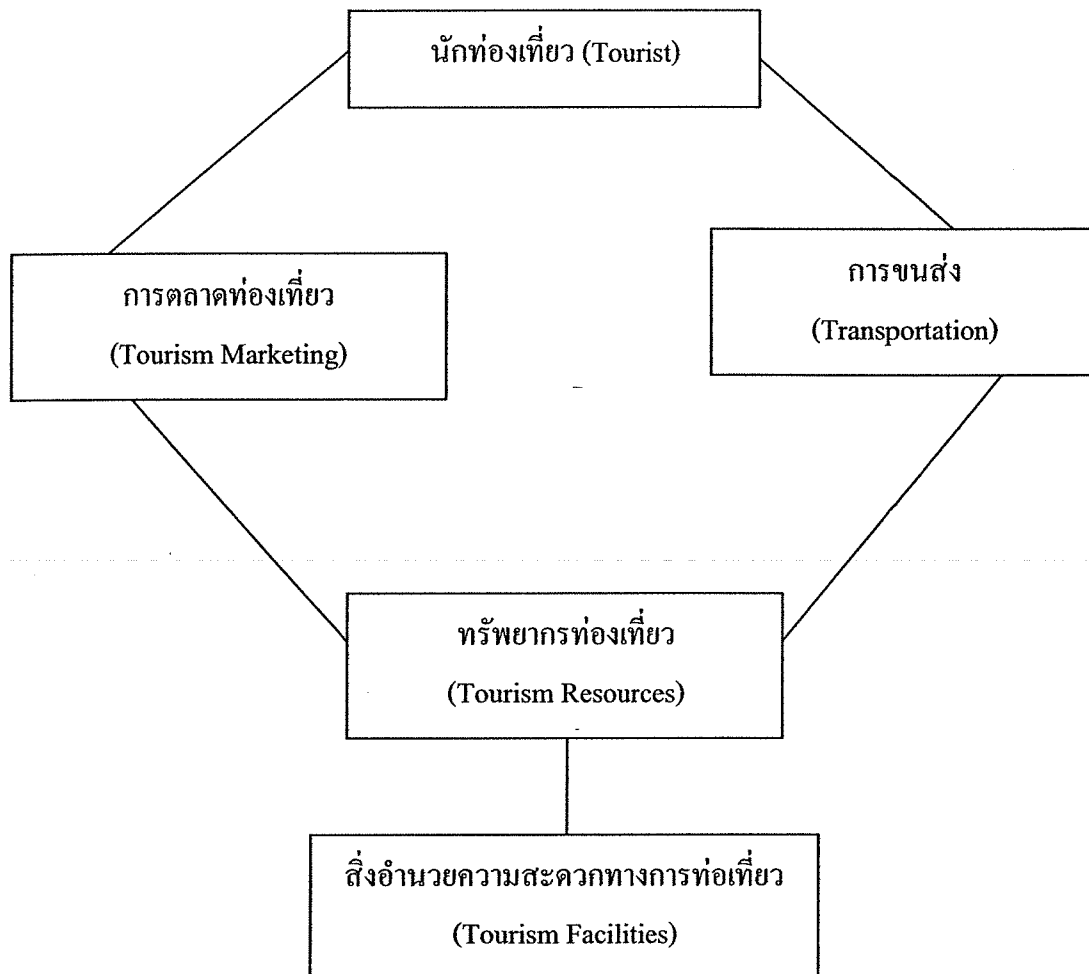 นักท่องเที่ยว (Tourist)
การตลาดท่องเที่ยว
(Tourism Marketing)
การขนส่ง
(Transportation)
ทรัพยากรท่องเที่ยว
(Tourism Resources)
สิ่งอำนวยความสะดวกทางการท่อเที่ยว
(Tourism Facilities)